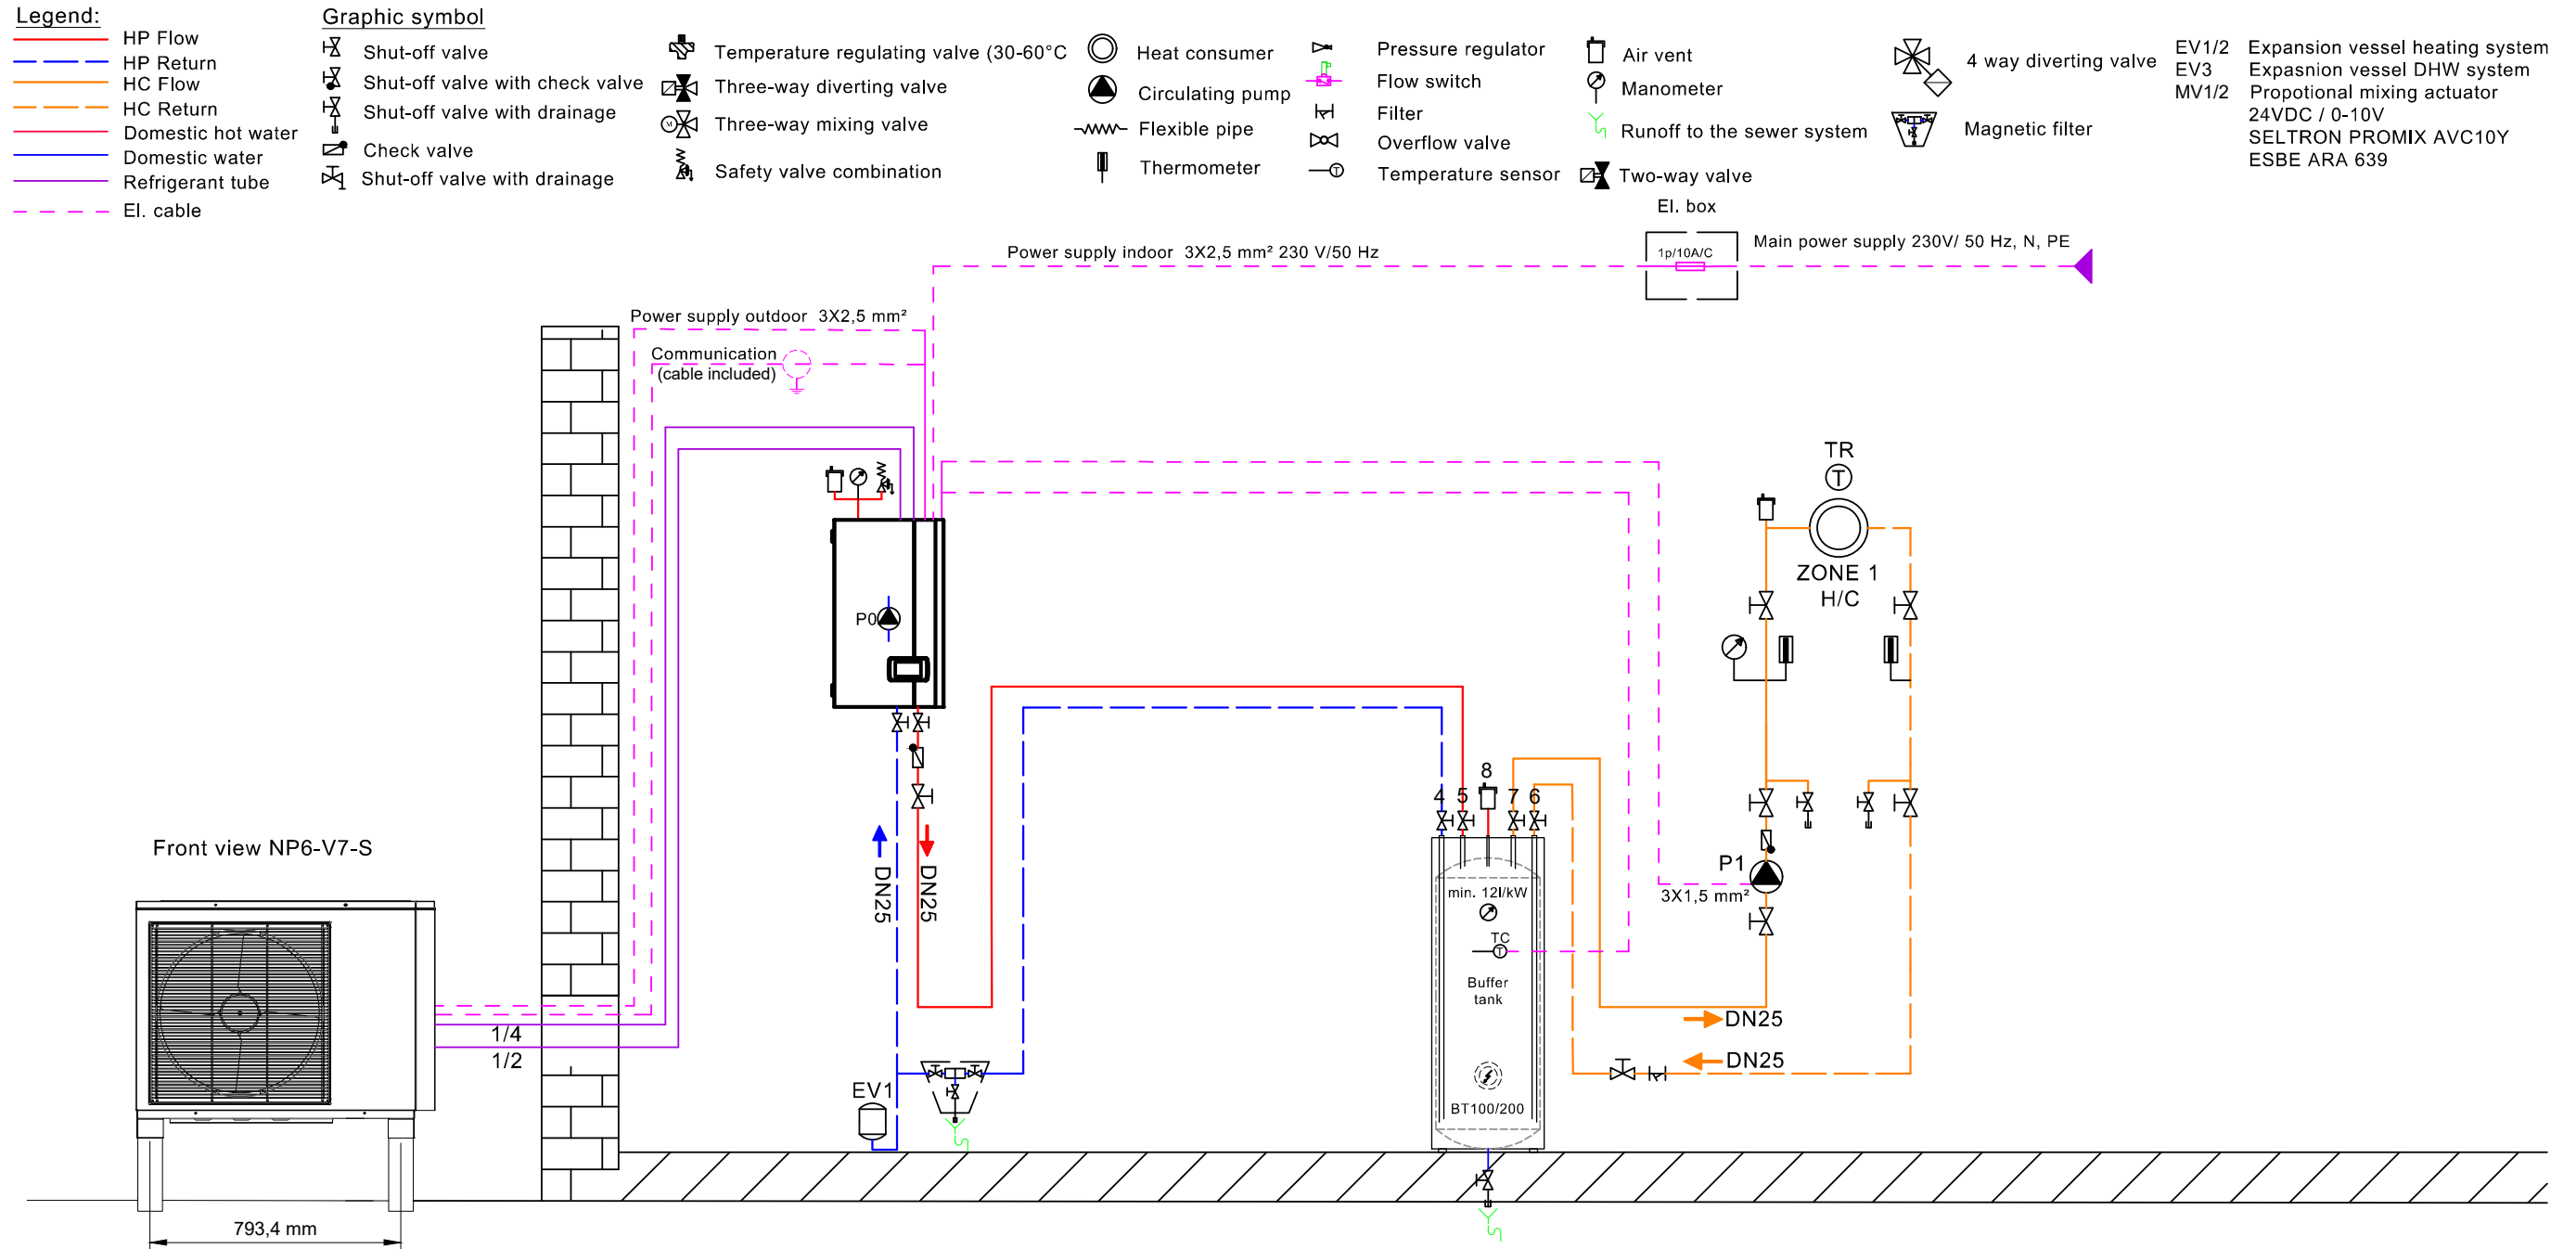 Legend:
HP Flow
HP Return
HC Flow
HC Return
Domestic hot water
Domestic water
Refrigerant tube
El. cable
Graphic symbol
Shut-off valve
Shut-off valve with check valve
Shut-off valve with drainage
Check valve
Shut-off valve with drainage
Temperature regulating valve (30-60°C
Three-way diverting valve
M
Three-way mixing valve
Safety valve combination
Heat consumer
Circulating pump
Flexible pipe
Thermometer
Pressure regulator
Flow switch
Filter
Overflow valve
T
Temperature sensor
Air vent
Manometer
Runoff to the sewer system
Two-way valve
4 way diverting valve
Magnetic filter
EV1/2 Expansion vessel heating system
EV3 Expasnion vessel DHW system
MV1/2 Propotional mixing actuator
24VDC / 0-10V
SELTRON PROMIX AVC10Y
ESBE ARA 639
El. box
1p/10A/C
Main power supply 230V/ 50 Hz, N, PE
Power supply indoor 3X2,5 mm² 230 V/50 Hz
Power supply outdoor 3X2,5 mm²
Communication
(cable included)
TR
T
ZONE 1
H/C
P0
8
4 5 7 6
DN25
DN25
Front view NP6-V7-S
P1
3X1,5 mm²
min. 12l/kW
TC
T
Buffer
tank
BT100/200
DN25
DN25
1/4
1/2
EV1
793,4 mm